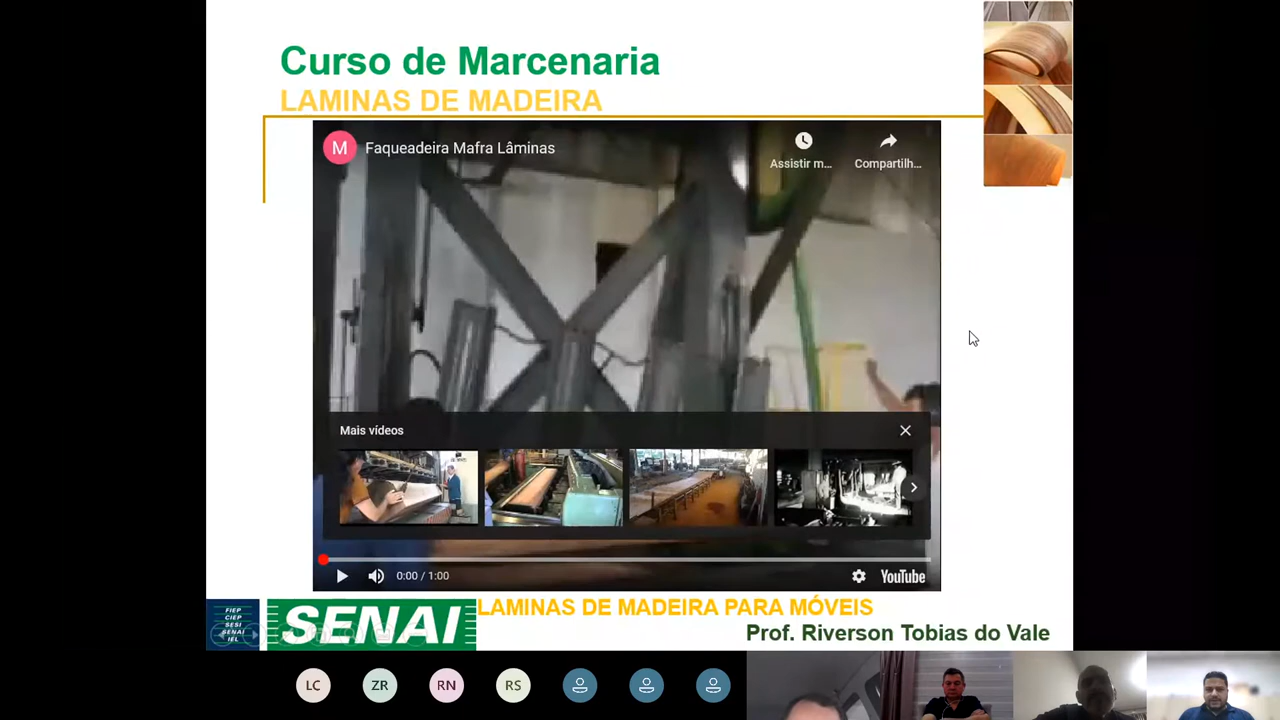 Curso de Marcenaria
LAMINAS DE MADEIRA
M
Faqueadeira Mafra Lâminas
Assistir m...
Compartilh...
Mais vídeos
0:00 / 1:00
YouTube
FIEP
CIEP
SESI
SENAI
IEL
SENAI
LAMINAS DE MADEIRA PARA MÓVEIS
Prof. Riverson Tobias do Vale
LC
ZR
RN
RS